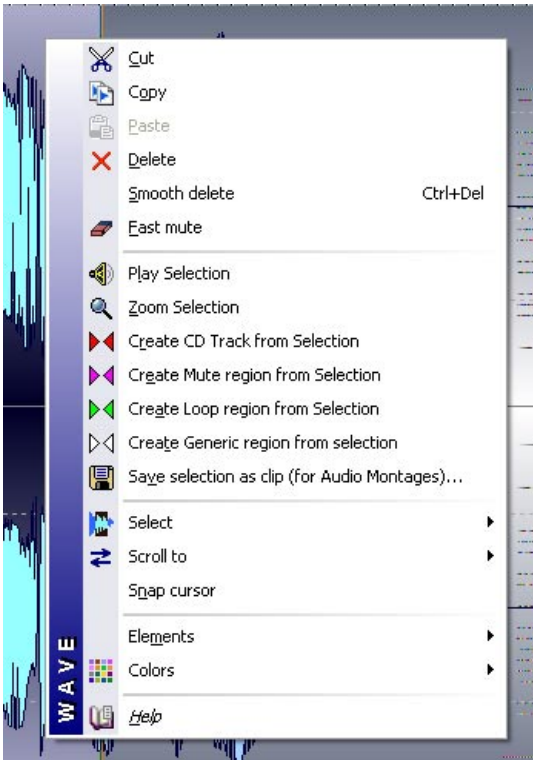 Cut
Copy
Paste
Delete
Smooth delete Ctrl+Del
Fast mute
Play Selection
Zoom Selection
Create CD Track from Selection
Create Mute region from Selection
Create Loop region from Selection
Create Generic region from selection
Save selection as clip (for Audio Montages)...
Select
Scroll to
Snap cursor
Elements
Colors
Help
WAVE